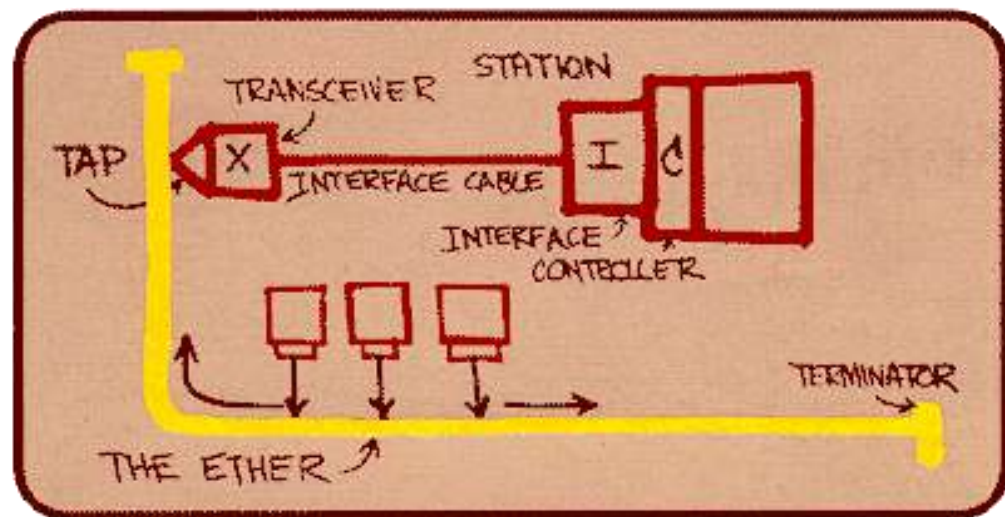 STATION
TRANSCEIVER
TAP
X
I
C
INTERFACE CABLE
INTERFACE
CONTROLLER
TERMINATOR
THE ETHER